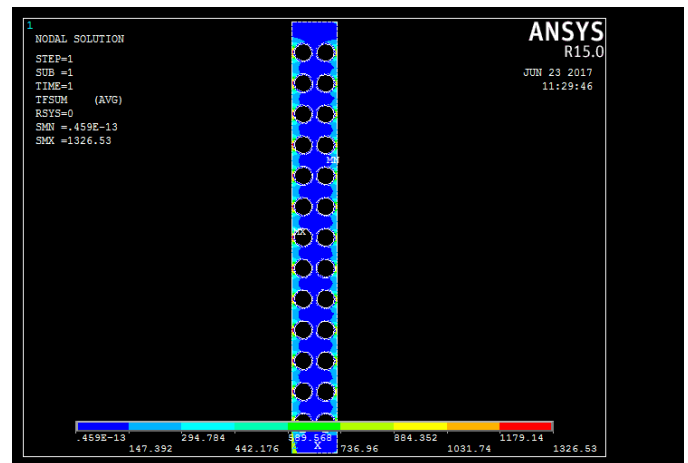 1
NODAL SOLUTION
STEP=1
SUB =1
TIME=1
TFSUM (AVG)
RSYS=0
SMN =.459E-13
SMX =1326.53
ANSYS
R15.0
JUN 23 2017
11:29:46
MN
MX
X
.459E-13 294.784 589.568 884.352 1179.14
147.392 442.176 736.96 1031.74 1326.53